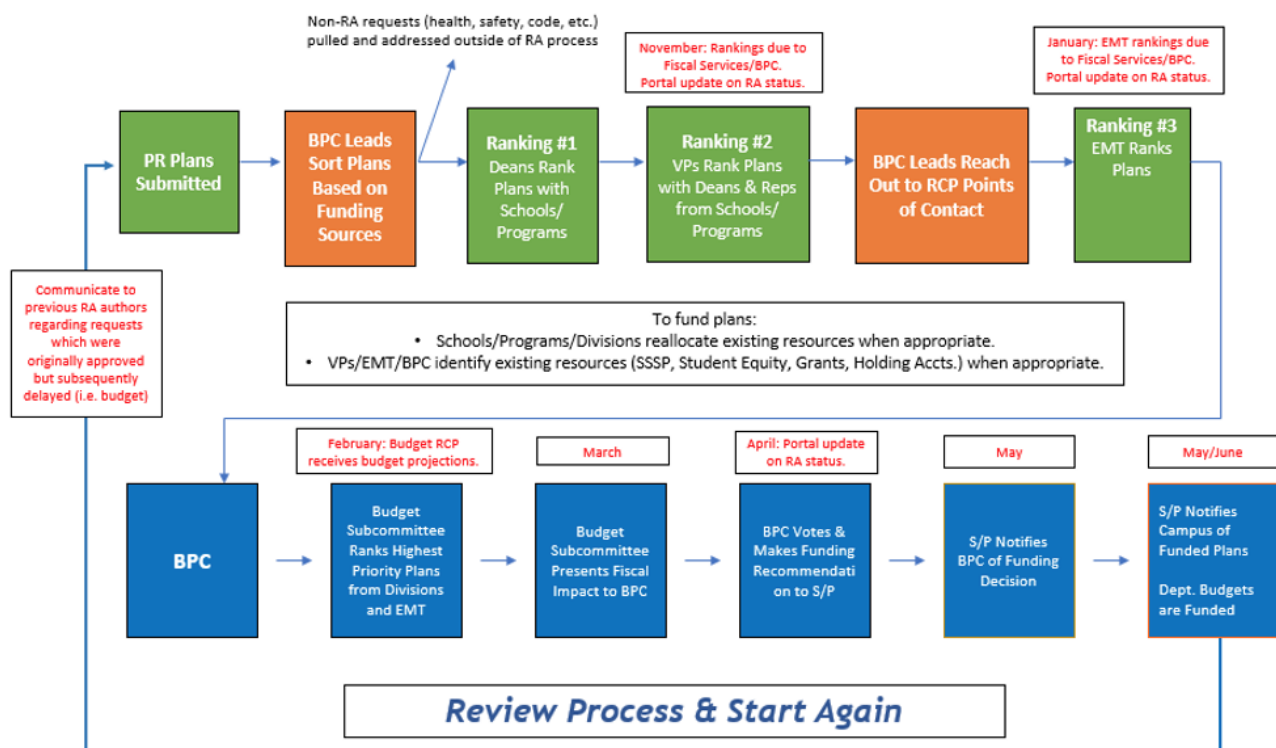 Non-RA requests (health, safety, code, etc.)
pulled and addressed outside of RA process
November: Rankings due to
Fiscal Services/BPC.
Portal update on RA status.
January: EMT rankings due
to Fiscal Services/BPC.
Portal update on RA status.
PR Plans
Submitted
BPC Leads
Sort Plans
Based on
Funding
Sources
Ranking #1
Deans Rank
Plans with
Schools/
Programs
Ranking #2
VPs Rank Plans
with Deans & Reps
from Schools/
Programs
BPC Leads Reach
Out to RCP Points
of Contact
Ranking #3
EMT Ranks
Plans
Communicate to
previous RA authors
regarding requests
which were
originally approved
but subsequently
delayed (i.e. budget)
To fund plans:
• Schools/Programs/Divisions reallocate existing resources when appropriate.
• VPs/EMT/BPC identify existing resources (SSSP, Student Equity, Grants, Holding Accts.) when appropriate.
February: Budget RCP
receives budget projections.
March
April: Portal update
on RA status.
May
May/June
BPC
Budget
Subcommittee
Ranks Highest
Priority Plans
from Divisions
and EMT
Budget
Subcommittee
Presents Fiscal
Impact to BPC
BPC Votes &
Makes Funding
Recommendati
on to S/P
S/P Notifies
BPC of Funding
Decision
S/P Notifies
Campus of
Funded Plans
Dept. Budgets
are Funded
Review Process & Start Again